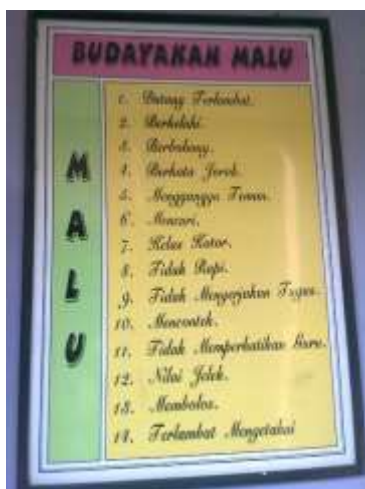 BUDAYAKAN MALU
MALU
1. Datang Terlambat.
2. Berkelahi.
3. Berbohong.
4. Berkata Jorok.
5. Mengganggu Teman.
6. Mencuri.
7. Kelas Kotor.
8. Tidak Rapi.
9. Tidak Mengerjakan Tugas.
10. Mencontek.
11. Tidak Memperhatikan Guru.
12. Nilai Jelek.
13. Membolos.
14. Terlambat Mengetahui